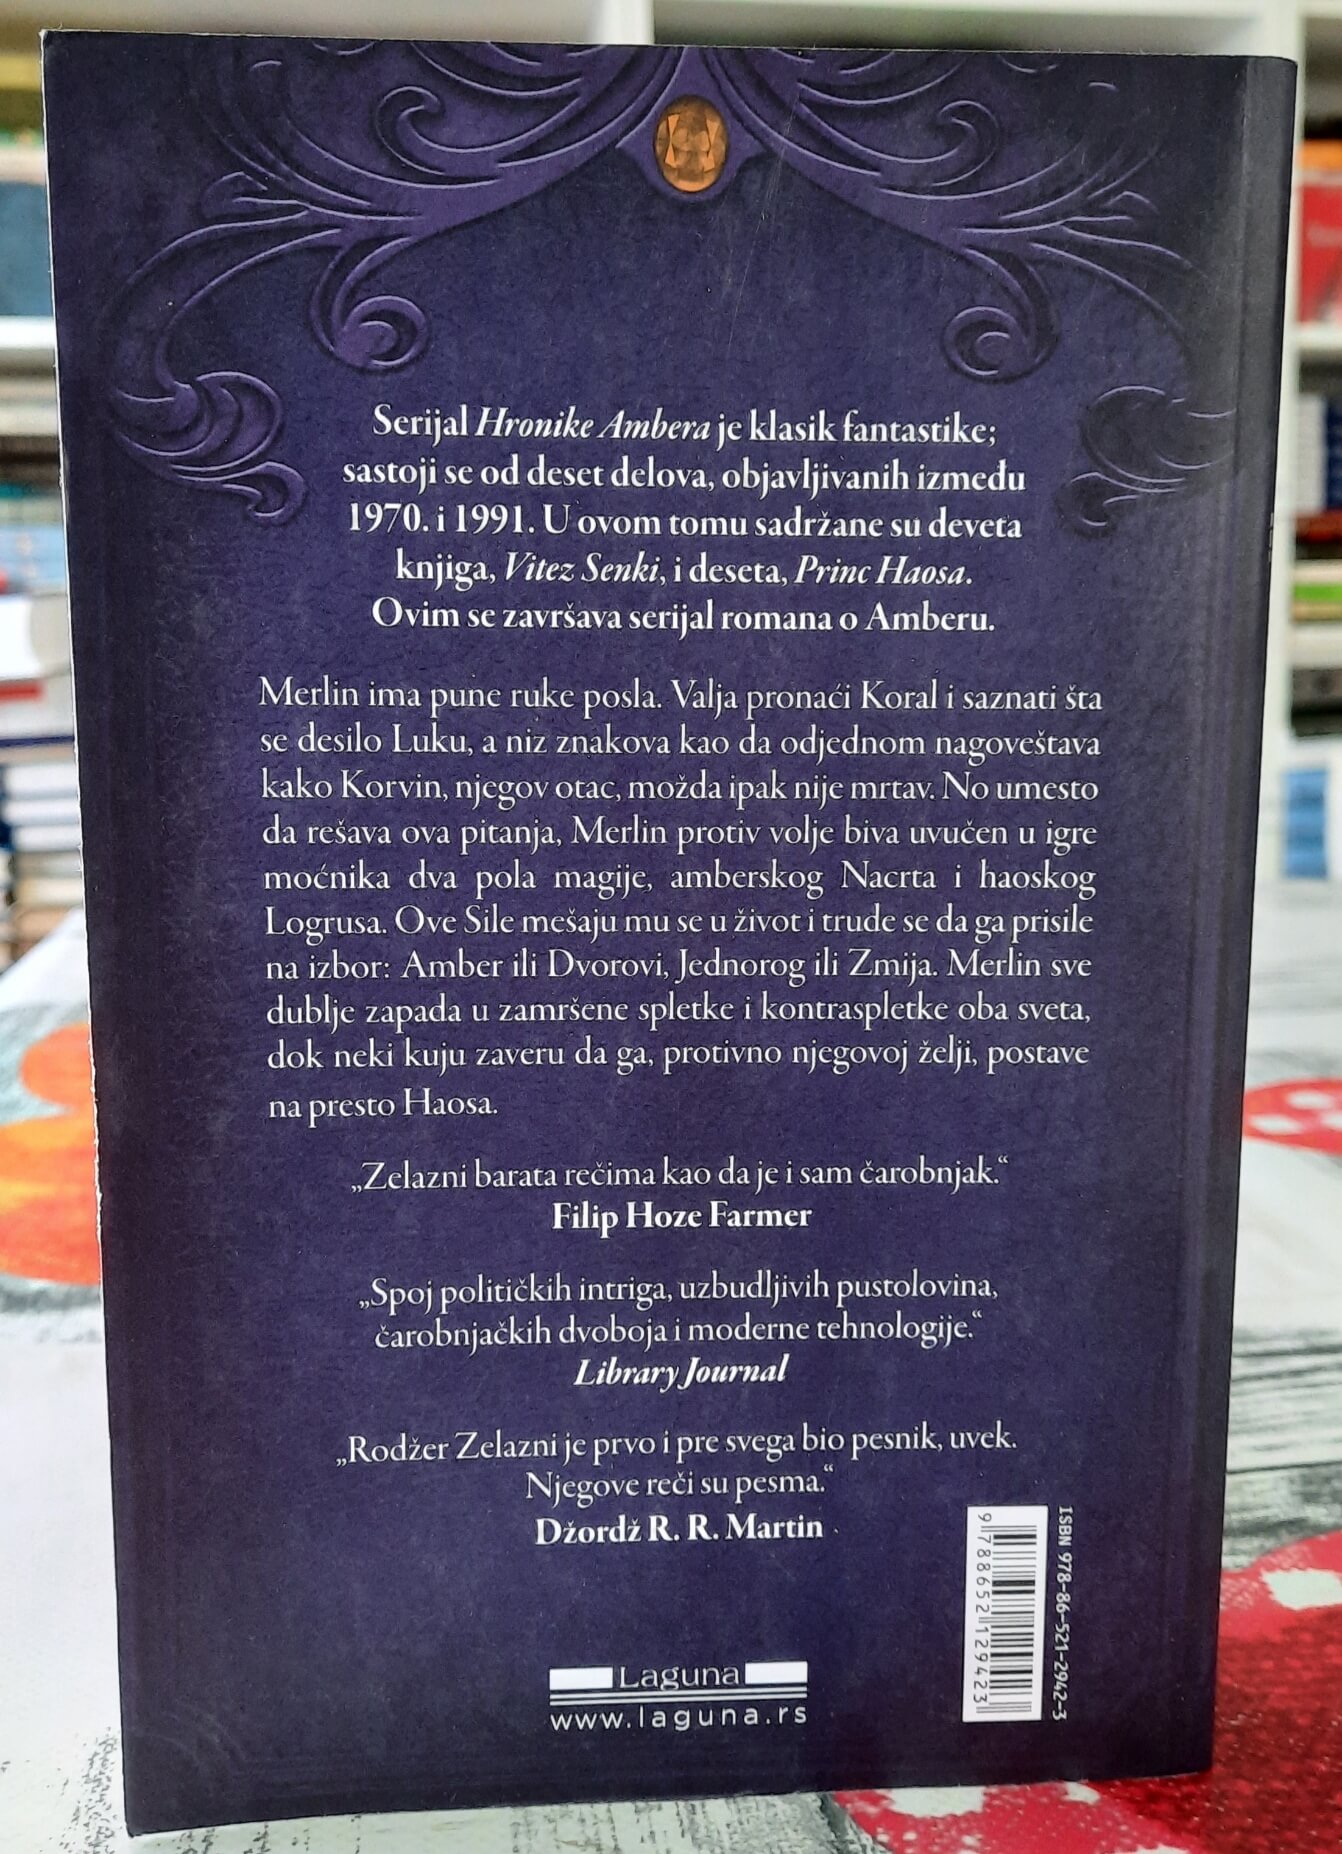 Serijal Hronike Ambera je klasik fantastike;
sastoji se od deset delova, objavljivanih između
1970. i 1991. U ovom tomu sadržane su deveta
knjiga, Vitez Senki, i deseta, Princ Haosa.
Ovim se završava serijal romana o Amberu.
Merlin ima pune ruke posla. Valja pronaći Koral i saznati šta
se desilo Luku, a niz znakova kao da odjednom nagoveštava
kako Korvin, njegov otac, možda ipak nije mrtav. No umesto
da rešava ova pitanja, Merlin protiv volje biva uvučen u igre
moćnika dva pola magije, amberskog Nacrta i haoskog
Logrusa. Ove Sile mešaju mu se u život i trude se da ga prisile
na izbor: Amber ili Dvorovi, Jednorog ili Zmija. Merlin sve
dublje zapada u zamršene spletke i kontraspletke oba sveta,
dok neki kuju zaveru da ga, protivno njegovoj želji, postave
na presto Haosa.
„Zelazni barata rečima kao da je i sam čarobnjak.“
Filip Hoze Farmer
„Spoj političkih intriga, uzbudljivih pustolovina,
čarobnjačkih dvoboja i moderne tehnologije.“
Library Journal
„Rodžer Zelazni je prvo i pre svega bio pesnik, uvek.
Njegove reči su pesma.“
Džordž R. R. Martin
ISBN 978-86-521-2942-3
9 788652 129423
Laguna
www.laguna.rs